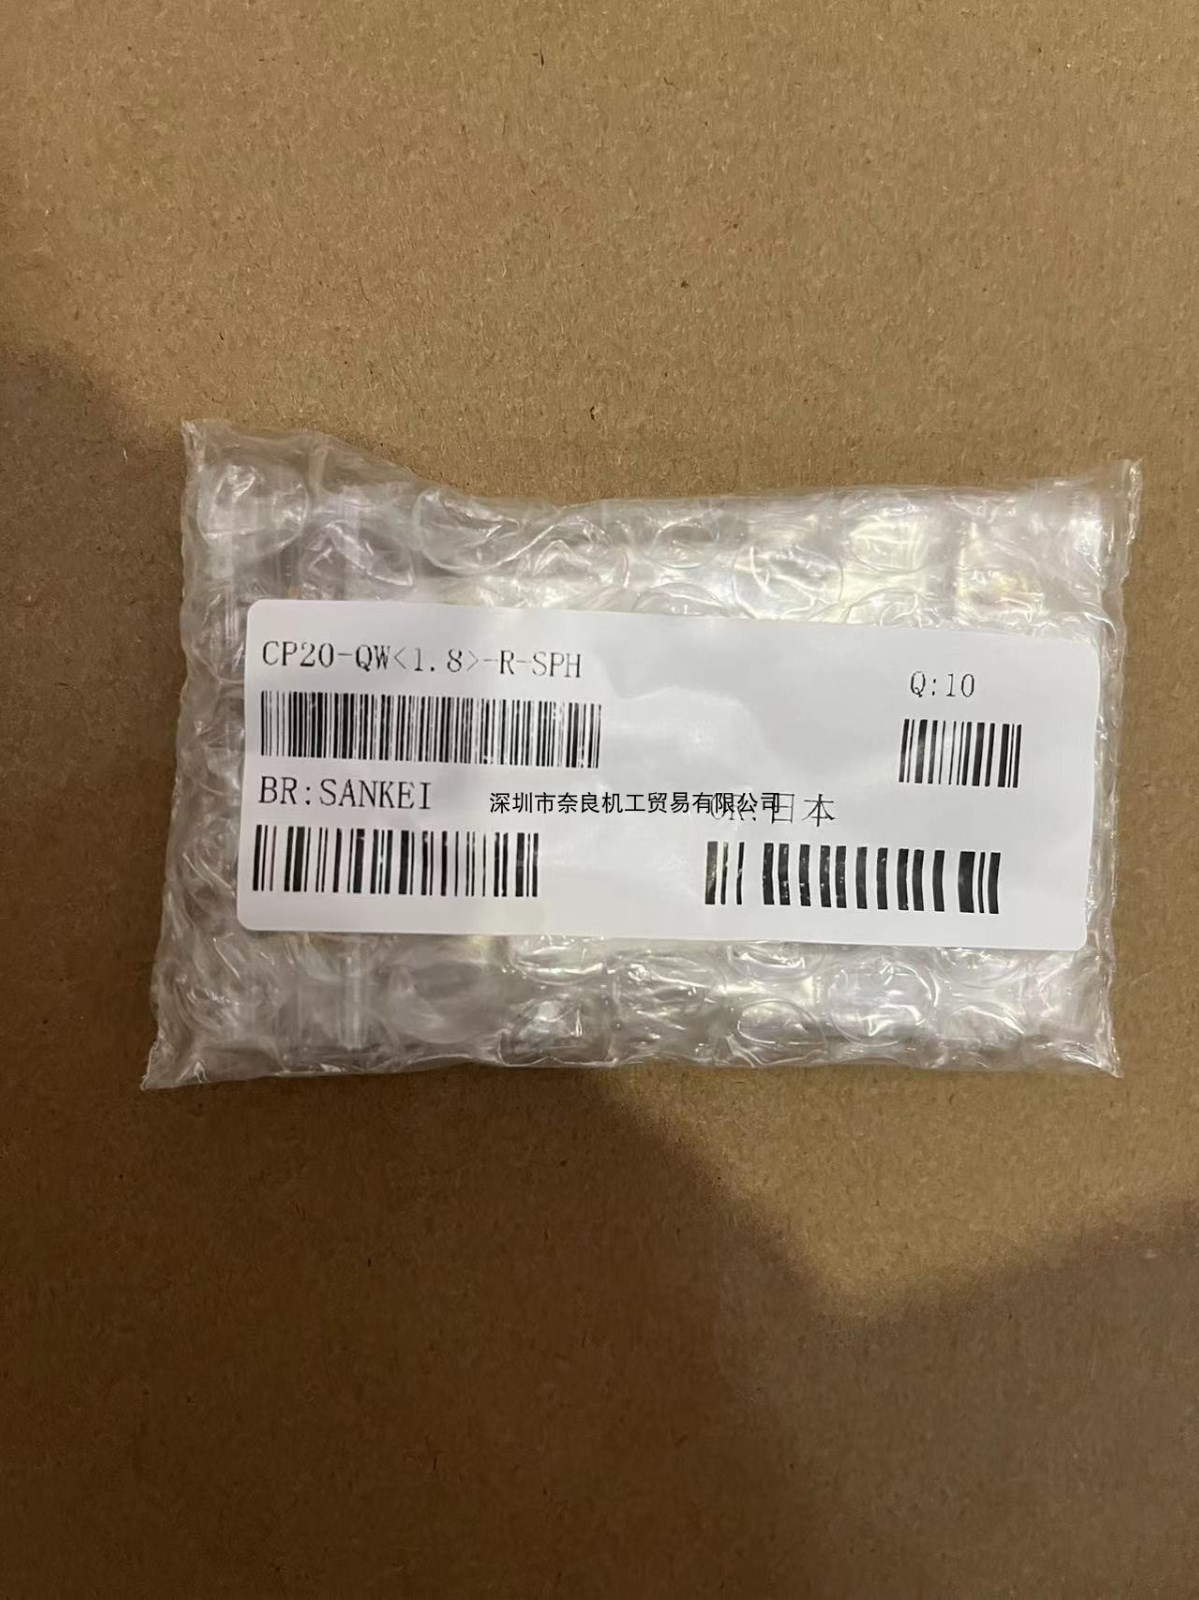 CP20-QW<1.8>-R-SPH
Q:10
BR:SANKEI
深圳市奈良机工贸易有限公司
日本